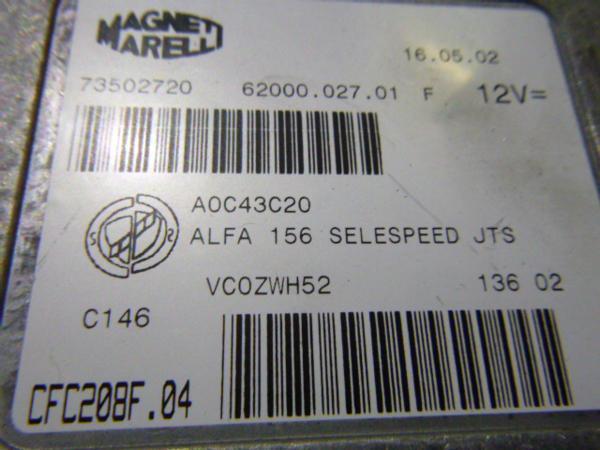 MAGNETI
MARELLI
16.05.02
73502720 62000.027.01 F 12V=
A0C43C20
ALFA 156 SELESPEED JTS
VC0ZWH52 136 02
C146
CFC208F.04